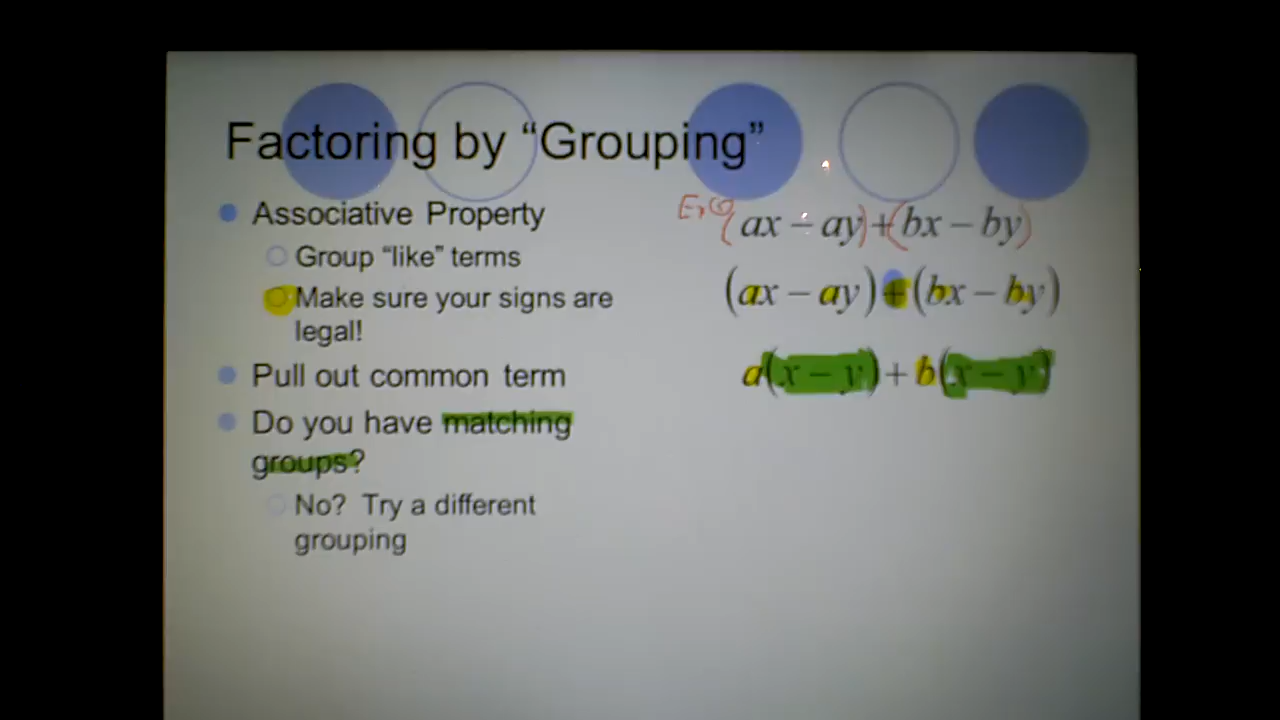 Factoring by “Grouping”
Associative Property
Group “like” terms
Make sure your signs are
legal!
Pull out common term
Do you have matching
groups?
No? Try a different
grouping
(ax − ay)+(bx − by)
(ax − ay)+(bx − by)
a(x − y)+ b(x − y)